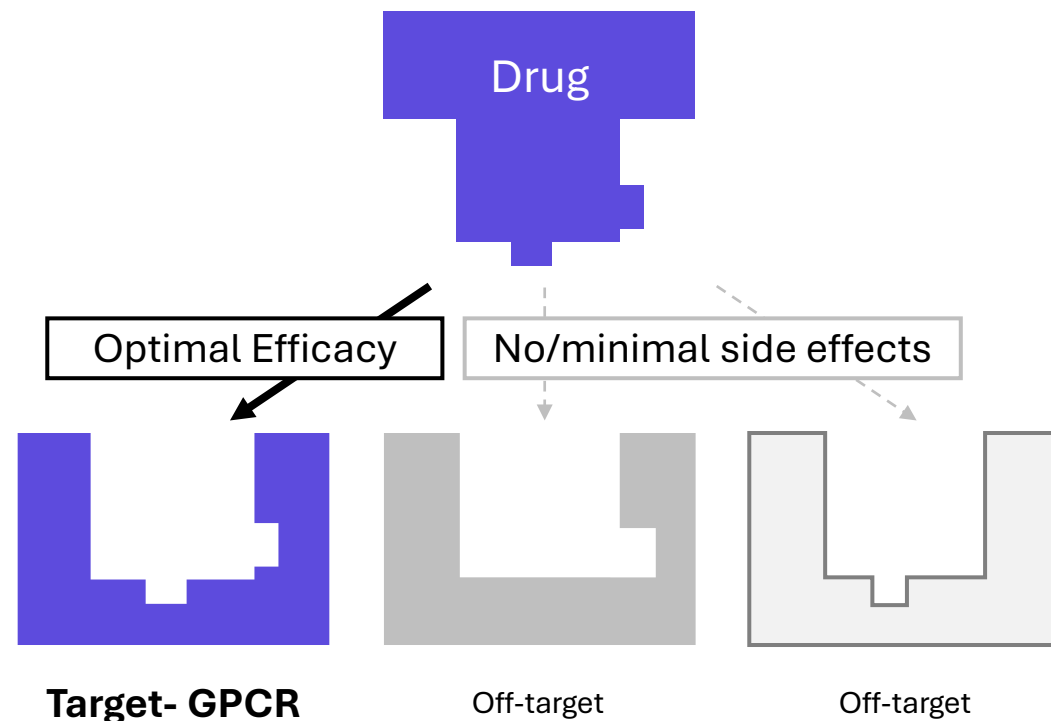 Drug
Optimal Efficacy
No/minimal side effects
Target- GPCR
Off-target
Off-target